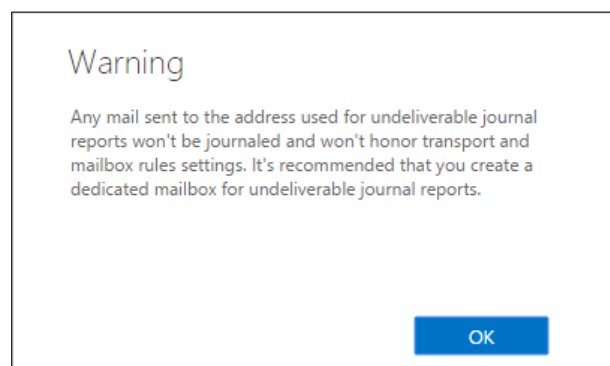 Warning
Any mail sent to the address used for undeliverable journal
reports won't be journaled and won't honor transport and
mailbox rules settings. It's recommended that you create a
dedicated mailbox for undeliverable journal reports.
OK